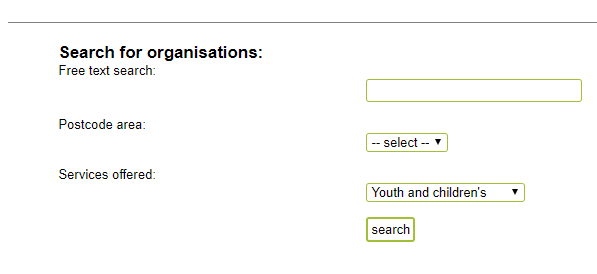 Search for organisations:
Free text search:
Postcode area:
-- select --
Services offered:
Youth and children's
search